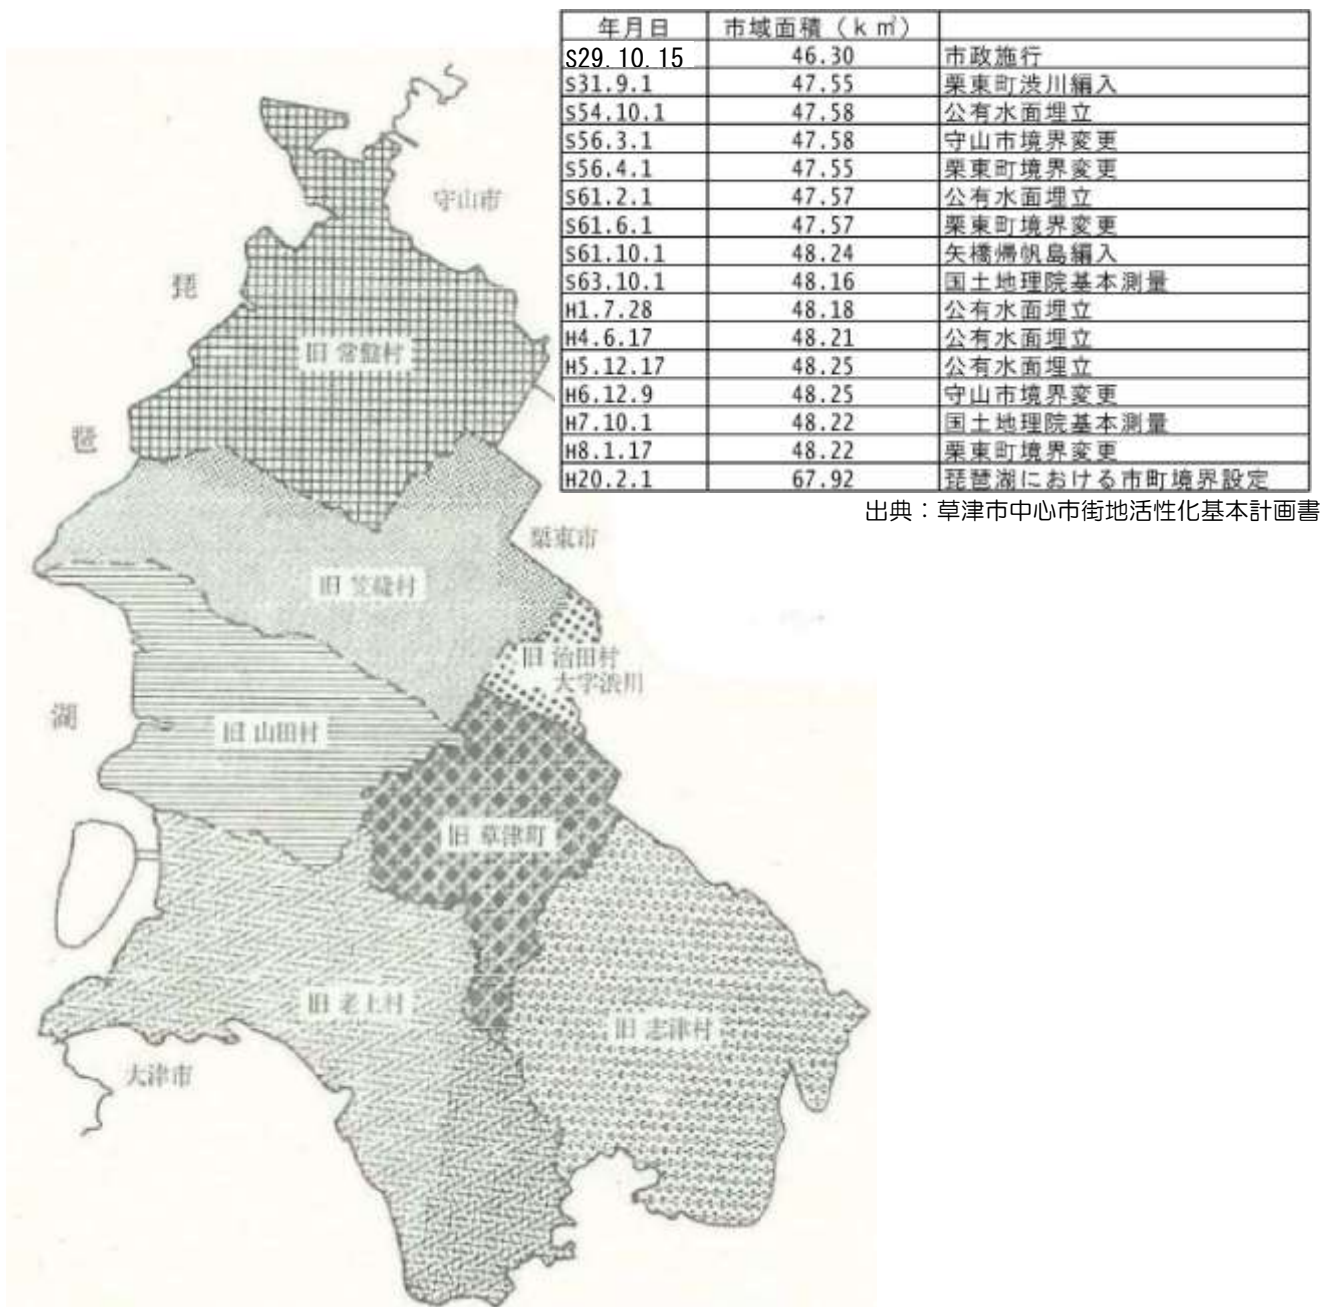 年月日 市域面積（k㎡）
S29.10.15 46.30 市政施行
S31.9.1 47.55 栗東町渋川編入
S54.10.1 47.58 公有水面埋立
S56.3.1 47.58 守山市境界変更
S56.4.1 47.55 栗東町境界変更
S61.2.1 47.57 公有水面埋立
S61.6.1 47.57 栗東町境界変更
S61.10.1 48.24 矢橋帰帆島編入
S63.10.1 48.16 国土地理院基本測量
H1.7.28 48.18 公有水面埋立
H4.6.17 48.21 公有水面埋立
H5.12.17 48.25 公有水面埋立
H6.12.9 48.25 守山市境界変更
H7.10.1 48.22 国土地理院基本測量
H8.1.17 48.22 栗東町境界変更
H20.2.1 67.92 琵琶湖における市町境界設定
出典：草津市中心市街地活性化基本計画書
守山市
琵
琶
湖
旧 常盤村
栗東市
旧 笠縫村
旧 治田村
大字渋川
旧 山田村
旧 草津町
旧 老上村
旧 志津村
大津市